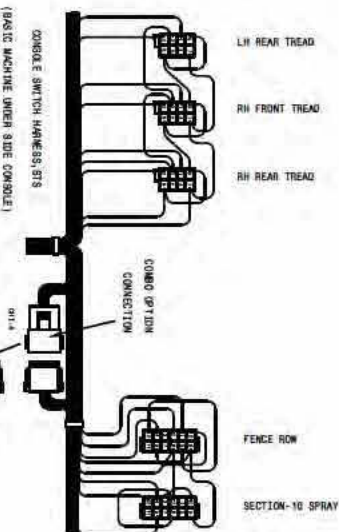 LH REAR TREAD
RH FRONT TREAD
RH REAR TREAD
CONSOLE SWITCH HARNESS, STS
(BASIC MACHINE UNDER SIDE CONSOLE)
COMBO OPTION
CONNECTION
FENCE ROW
SECTION-10 SPRAY